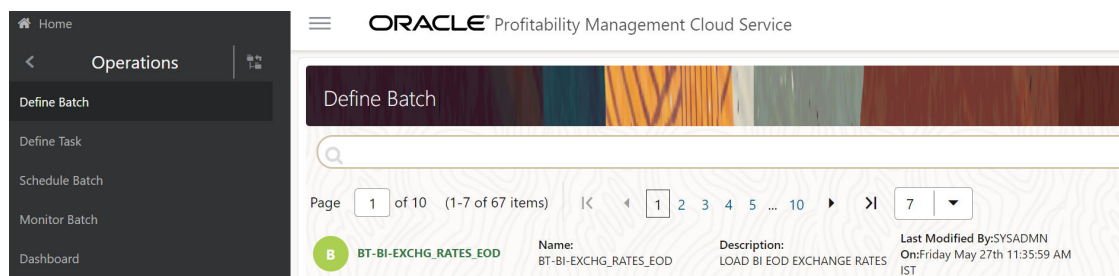 Home
Operations
Define Batch
Define Task
Schedule Batch
Monitor Batch
Dashboard
ORACLE® Profitability Management Cloud Service
Define Batch
Page 1 of 10 (1-7 of 67 items) 1 2 3 4 5 ... 10 7
B BT-BI-EXCHG_RATES_EOD
Name:
BT-BI-EXCHG_RATES_EOD
Description:
LOAD BI EOD EXCHANGE RATES
Last Modified By:SYSADMN
On:Friday May 27th 11:35:59 AM
IST